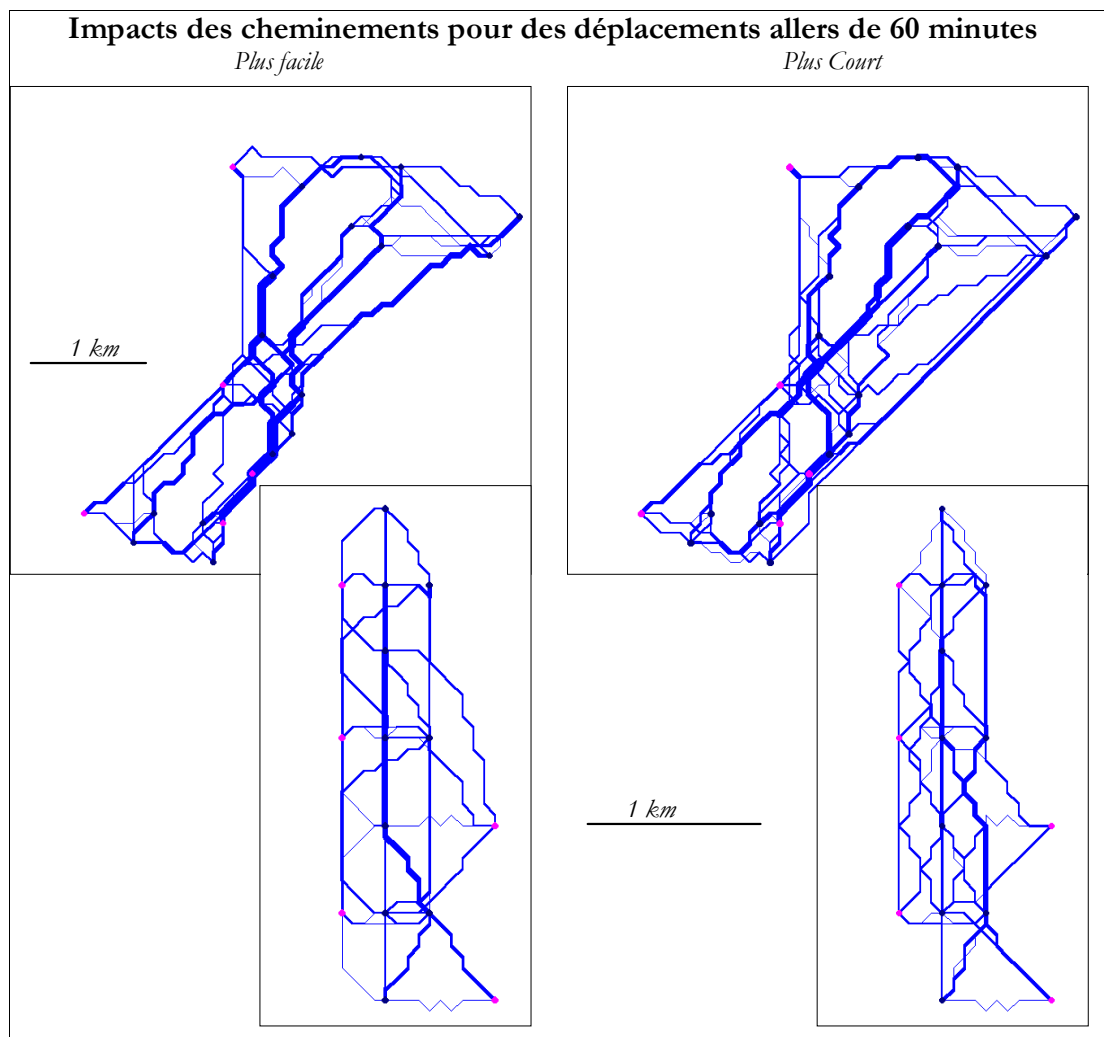 Impacts des cheminements pour des déplacements allers de 60 minutes
Plus facile
Plus Court
1 km
1 km